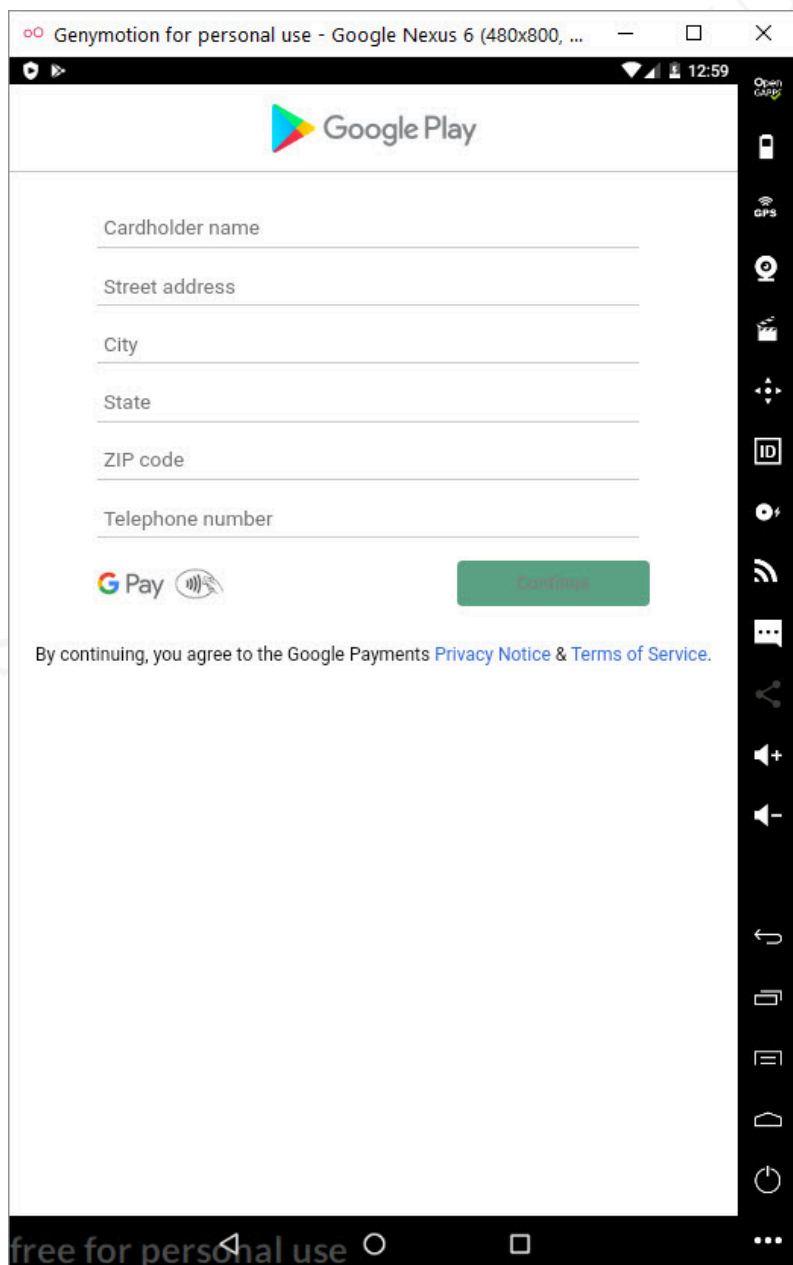 Genymotion for personal use - Google Nexus 6 (480x800, ...
12:59
Open
GAPPS
Google Play
GPS
Cardholder name
Street address
City
State
ID
ZIP code
Telephone number
G Pay
Continue
By continuing, you agree to the Google Payments Privacy Notice & Terms of Service.
free for personal use